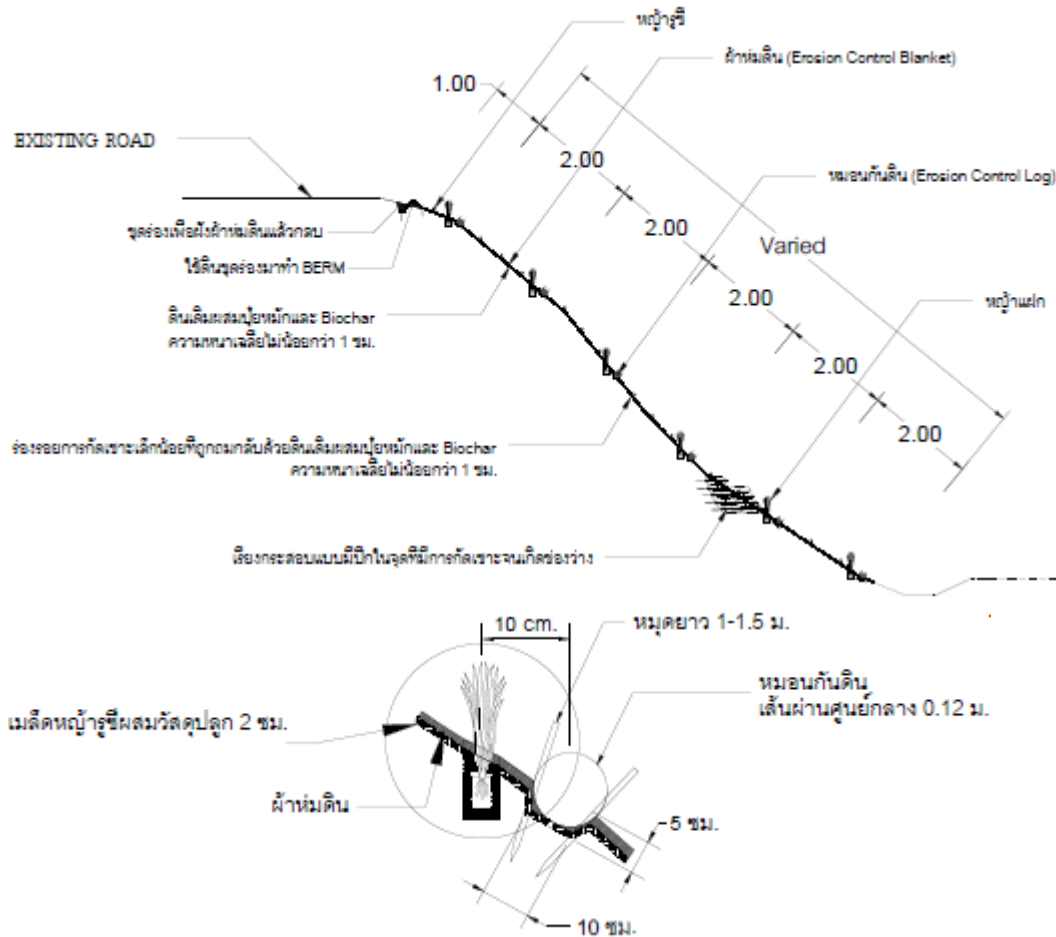 หญ้ารูซี
ผ้าห่มดิน (Erosion Control Blanket)
1.00
EXISTING ROAD
2.00
หมอนกันดิน (Erosion Control Log)
ขุดร่องเพื่อฝังผ้าห่มดินแล้วกลบ
2.00
Varied
ใช้ดินขุดร่องมาทำ BERM
2.00
หญ้าแฝก
ดินเดิมผสมปุ๋ยหมักและ Biochar
ความหนาเฉลี่ยไม่น้อยกว่า 1 ซม.
2.00
2.00
ร่องรอยการกัดเซาะเล็กน้อยที่ถูกถมกลับด้วยดินเดิมผสมปุ๋ยหมักและ Biochar
ความหนาเฉลี่ยไม่น้อยกว่า 1 ซม.
เรียงกระสอบแบบมีปีกในจุดที่มีการกัดเซาะจนเกิดช่องว่าง
10 cm.
หมุดยาว 1-1.5 ม.
หมอนกันดิน
เส้นผ่านศูนย์กลาง 0.12 ม.
เมล็ดหญ้ารูซีผสมวัสดุปลูก 2 ซม.
ผ้าห่มดิน
5 ซม.
10 ซม.